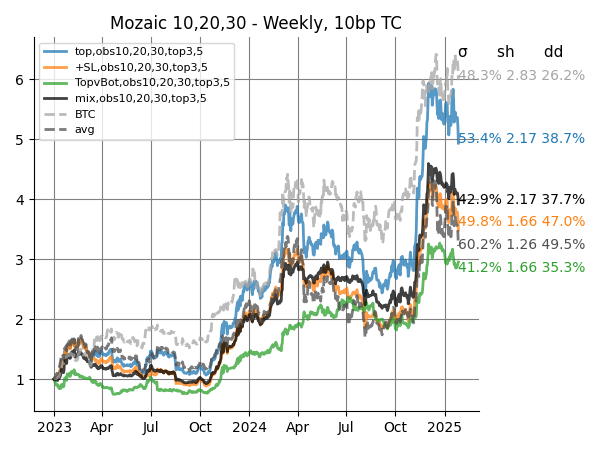 Mozaic 10,20,30 - Weekly, 10bp TC
σ sh dd
top,obs10,20,30,top3,5
+SL,obs10,20,30,top3,5
TopvBot,obs10,20,30,top3,5
mix,obs10,20,30,top3,5
BTC
avg
48.3% 2.83 26.2%
53.4% 2.17 38.7%
42.9% 2.17 37.7%
49.8% 1.66 47.0%
60.2% 1.26 49.5%
41.2% 1.66 35.3%
6
5
4
3
2
1
2023 Apr Jul Oct 2024 Apr Jul Oct 2025